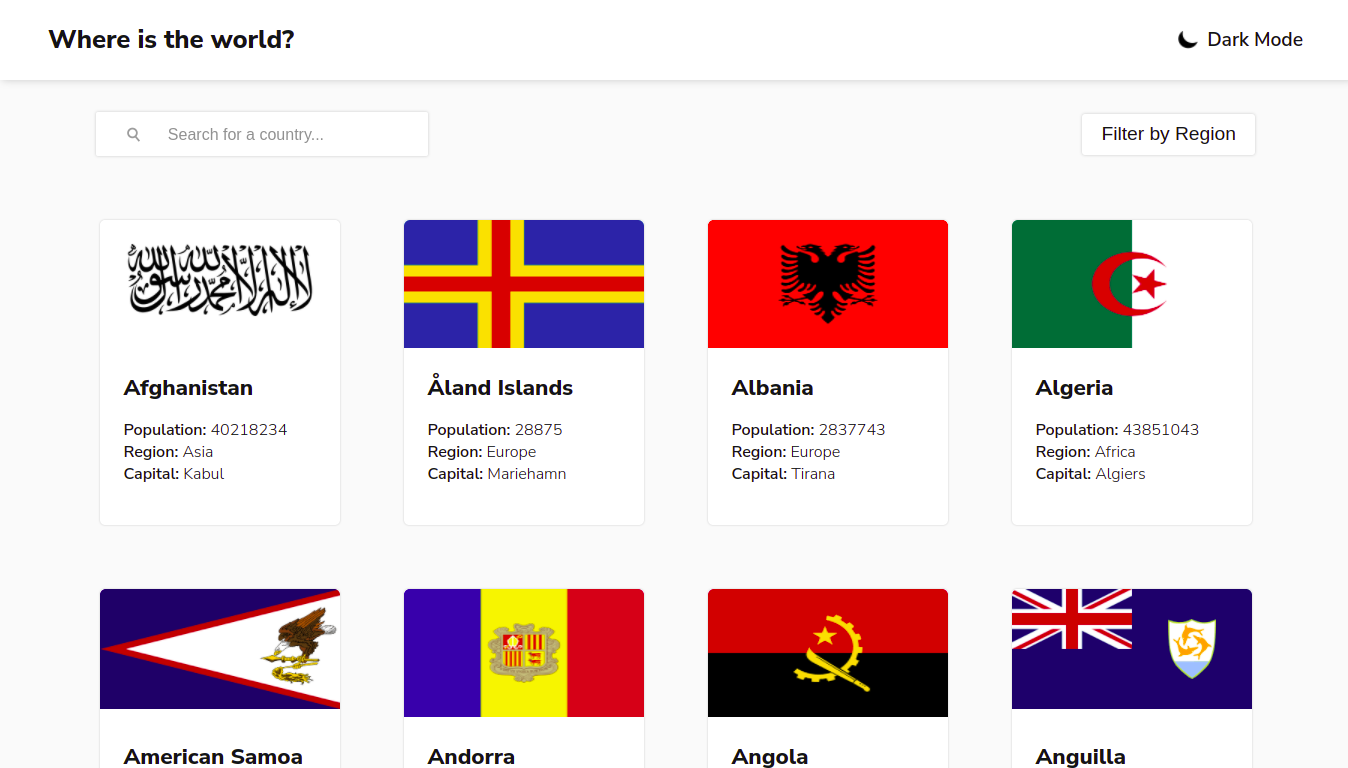 Where is the world?
Dark Mode
Search for a country...
Filter by Region
لا إله إلا الله محمد رسول الله
Afghanistan
Population: 40218234
Region: Asia
Capital: Kabul
Åland Islands
Population: 28875
Region: Europe
Capital: Mariehamn
Albania
Population: 2837743
Region: Europe
Capital: Tirana
Algeria
Population: 43851043
Region: Africa
Capital: Algiers
American Samoa
Andorra
Angola
Anguilla